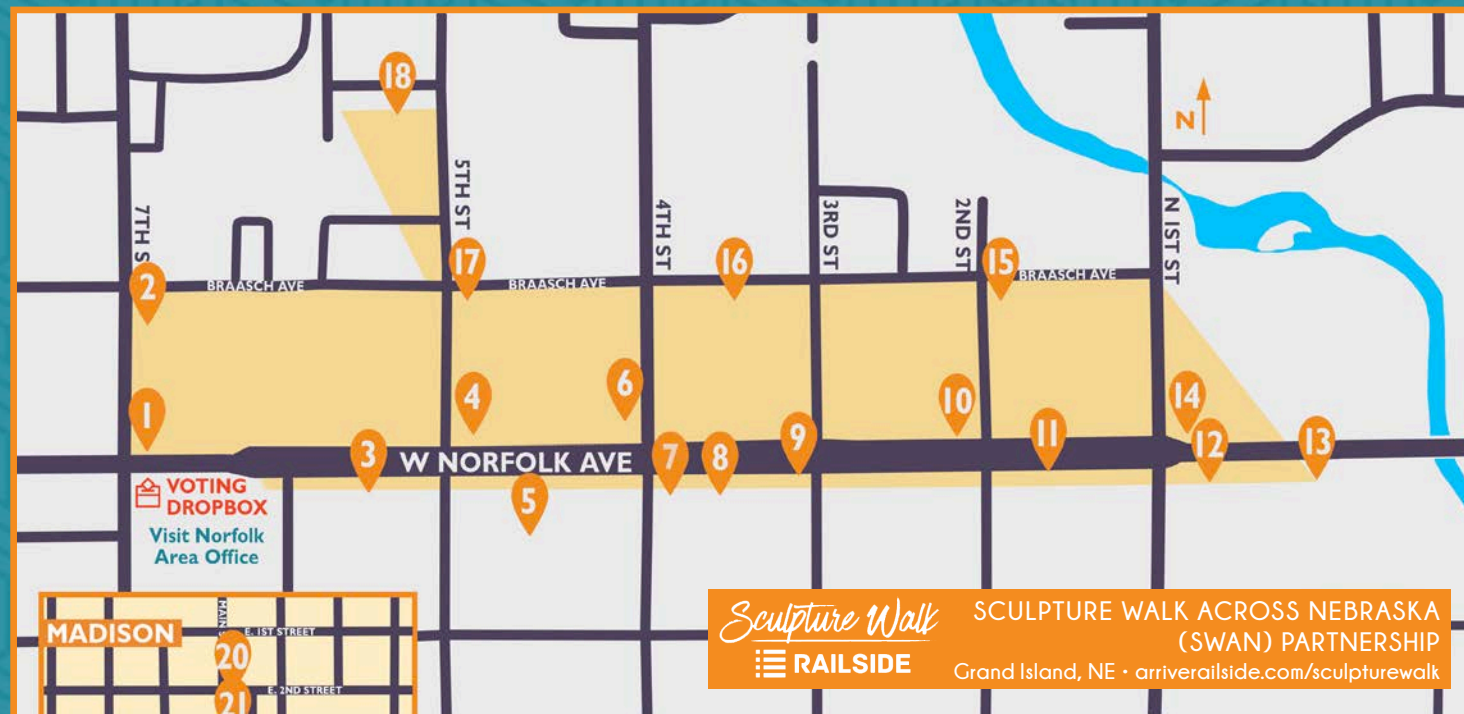 18
N
5TH ST
7TH S
4TH ST
3RD ST
2ND ST
N 1ST ST
2
17
16
15
BRAASCH AVE
BRAASCH AVE
BRAASCH AVE
1
4
6
10
14
3
W NORFOLK AVE
7
8
9
11
12
13
5
VOTING
DROPBOX
Visit Norfolk
Area Office
MADISON
MAIN
E. 1ST STREET
20
E. 2ND STREET
21
Sculpture Walk
RAILSIDE
SCULPTURE WALK ACROSS NEBRASKA
(SWAN) PARTNERSHIP
Grand Island, NE • arriverailside.com/sculpturewalk